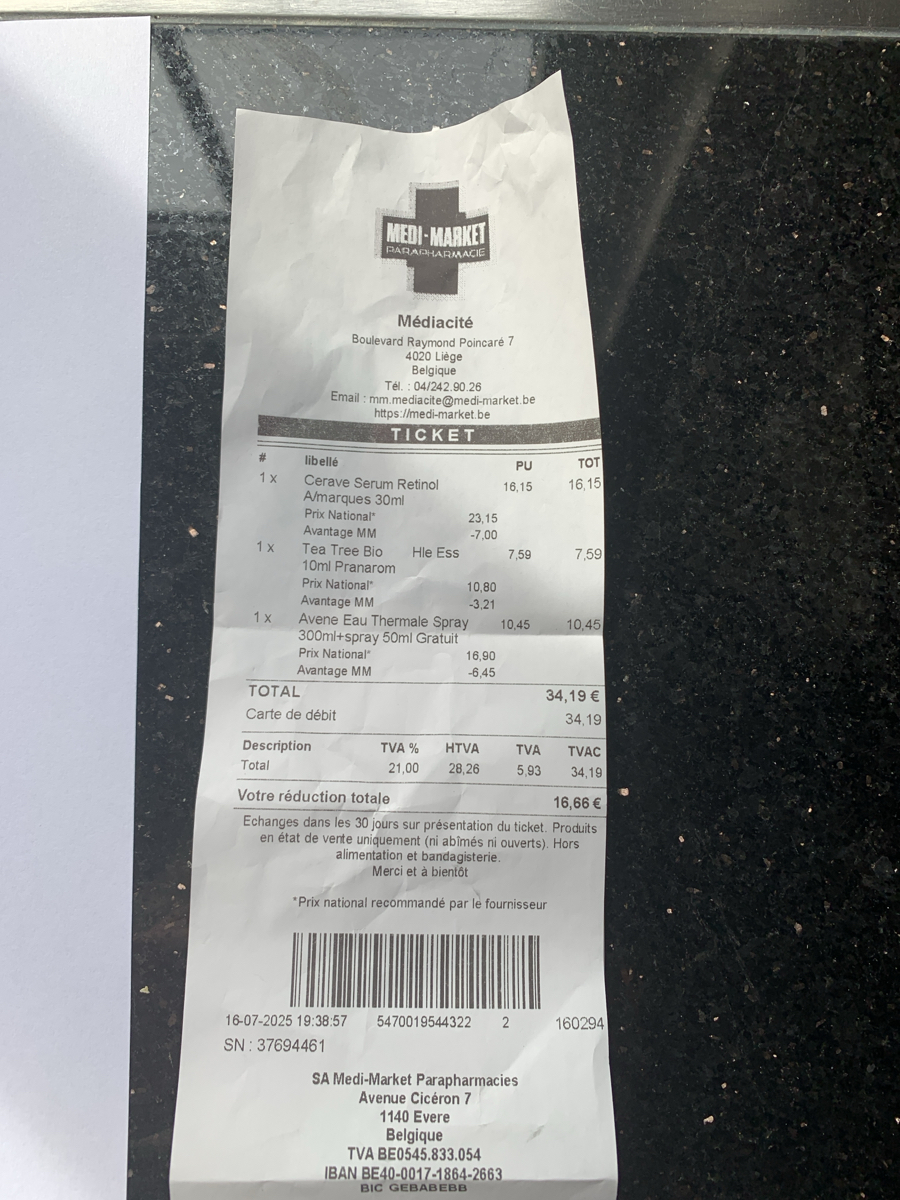 MEDI-MARKET
PARAPHARMACIE
Médiacité
Boulevard Raymond Poincaré 7
4020 Liège
Belgique
Tél. : 04/242.90.26
Email : mm.mediacite@medi-market.be
https://medi-market.be
TICKET
# libellé PU TOT
1 x Cerave Serum Retinol 16,15 16,15
A/marques 30ml
Prix National* 23,15
Avantage MM -7,00
1 x Tea Tree Bio Hle Ess 7,59 7,59
10ml Pranarom
Prix National* 10,80
Avantage MM -3,21
1 x Avene Eau Thermale Spray 10,45 10,45
300ml+spray 50ml Gratuit
Prix National* 16,90
Avantage MM -6,45
TOTAL 34,19 €
Carte de débit 34,19
Description TVA % HTVA TVA TVAC
Total 21,00 28,26 5,93 34,19
Votre réduction totale 16,66 €
Echanges dans les 30 jours sur présentation du ticket. Produits
en état de vente uniquement (ni abîmés ni ouverts). Hors
alimentation et bandagisterie.
Merci et à bientôt
*Prix national recommandé par le fournisseur
16-07-2025 19:38:57 5470019544322 2 160294
SN : 37694461
SA Medi-Market Parapharmacies
Avenue Cicéron 7
1140 Evere
Belgique
TVA BE0545.833.054
IBAN BE40-0017-1864-2663
BIC GEBABEBB